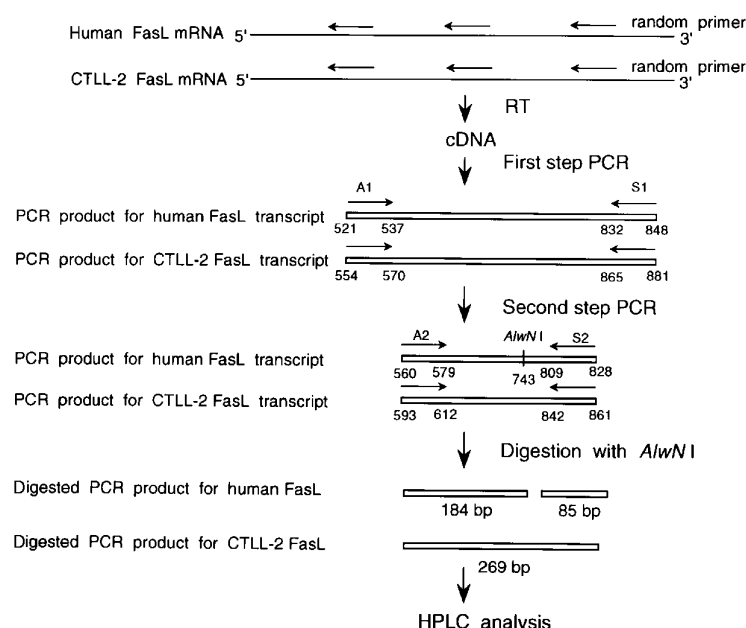 random primer
Human FasL mRNA 5' 3'
random primer
CTLL-2 FasL mRNA 5' 3'
RT
cDNA
First step PCR
A1 S1
PCR product for human FasL transcript
521 537 832 848
PCR product for CTLL-2 FasL transcript
554 570 865 881
Second step PCR
A2 AlwN I S2
PCR product for human FasL transcript
560 579 743 809 828
PCR product for CTLL-2 FasL transcript
593 612 842 861
Digestion with AlwN I
Digested PCR product for human FasL
184 bp 85 bp
Digested PCR product for CTLL-2 FasL
269 bp
HPLC analysis